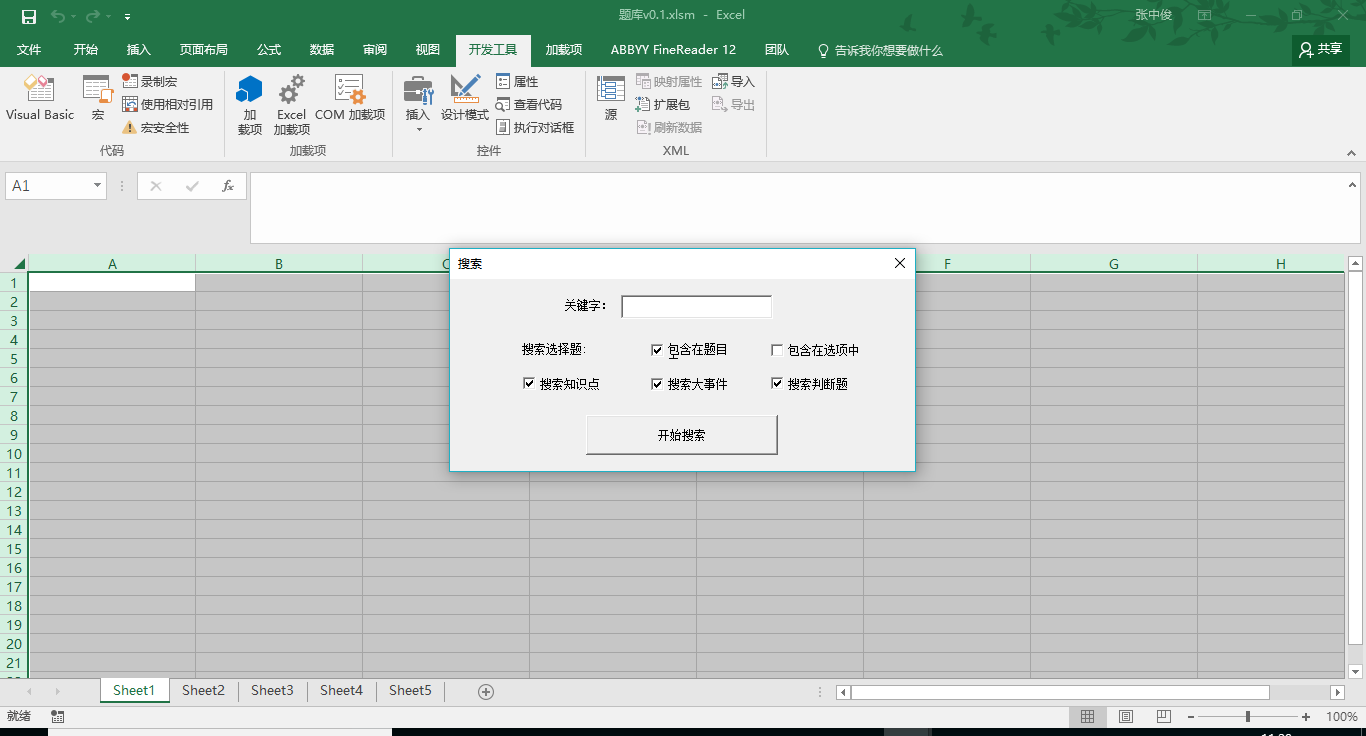 题库v0.1.xlsm - Excel
张中俊
文件 开始 插入 页面布局 公式 数据 审阅 视图 开发工具 加载项 ABBYY FineReader 12 团队 告诉我你想要做什么 共享
Visual Basic
宏
录制宏
使用相对引用
宏安全性
代码
加
载项
Excel
加载项
COM 加载项
加载项
插入
设计模式
属性
查看代码
执行对话框
控件
源
映射属性
扩展包
刷新数据
导入
导出
XML
A1
fx
A B C F G H
搜索
关键字：
搜索选择题: 包含在题目 包含在选项中
搜索知识点 搜索大事件 搜索判断题
开始搜索
1
2
3
4
5
6
7
8
9
10
11
12
13
14
15
16
17
18
19
20
21
Sheet1 Sheet2 Sheet3 Sheet4 Sheet5
就绪
100%